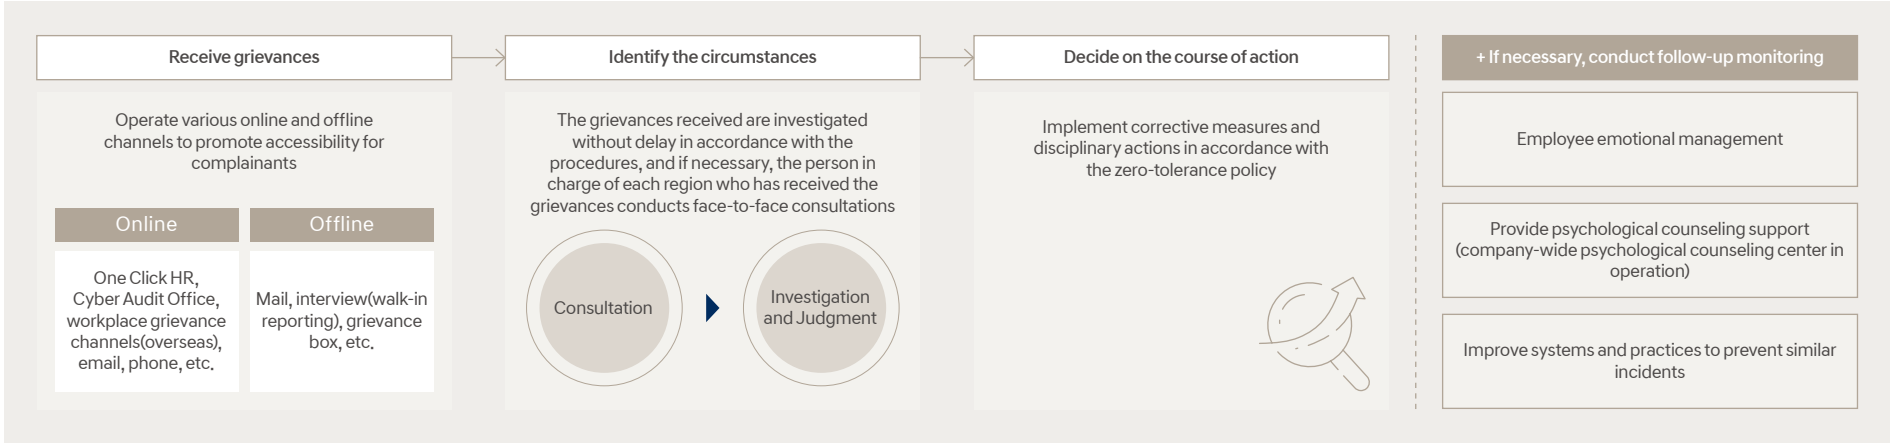 Receive grievances
Operate various online and offline
channels to promote accessibility for
complainants
Online
One Click HR,
Cyber Audit Office,
workplace grievance
channels(overseas),
email, phone, etc.
Offline
Mail, interview(walk-in
reporting), grievance
box, etc.
Identify the circumstances
The grievances received are investigated
without delay in accordance with the
procedures, and if necessary, the person in
charge of each region who has received the
grievances conducts face-to-face consultations
Consultation
Investigation
and Judgment
Decide on the course of action
Implement corrective measures and
disciplinary actions in accordance with
the zero-tolerance policy
+ If necessary, conduct follow-up monitoring
Employee emotional management
Provide psychological counseling support
(company-wide psychological counseling center in
operation)
Improve systems and practices to prevent similar
incidents